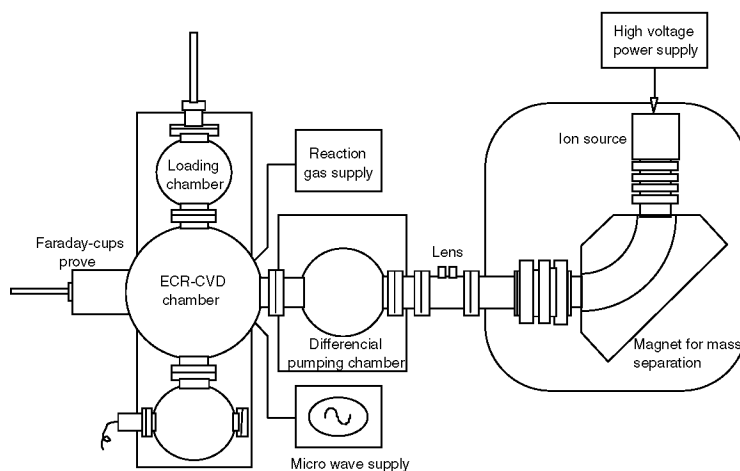 High voltage
power supply
Ion source
Loading
chamber
Reaction
gas supply
Faraday-cups
prove
ECR-CVD
chamber
Lens
Differencial
pumping chamber
Magnet for mass
separation
Micro wave supply